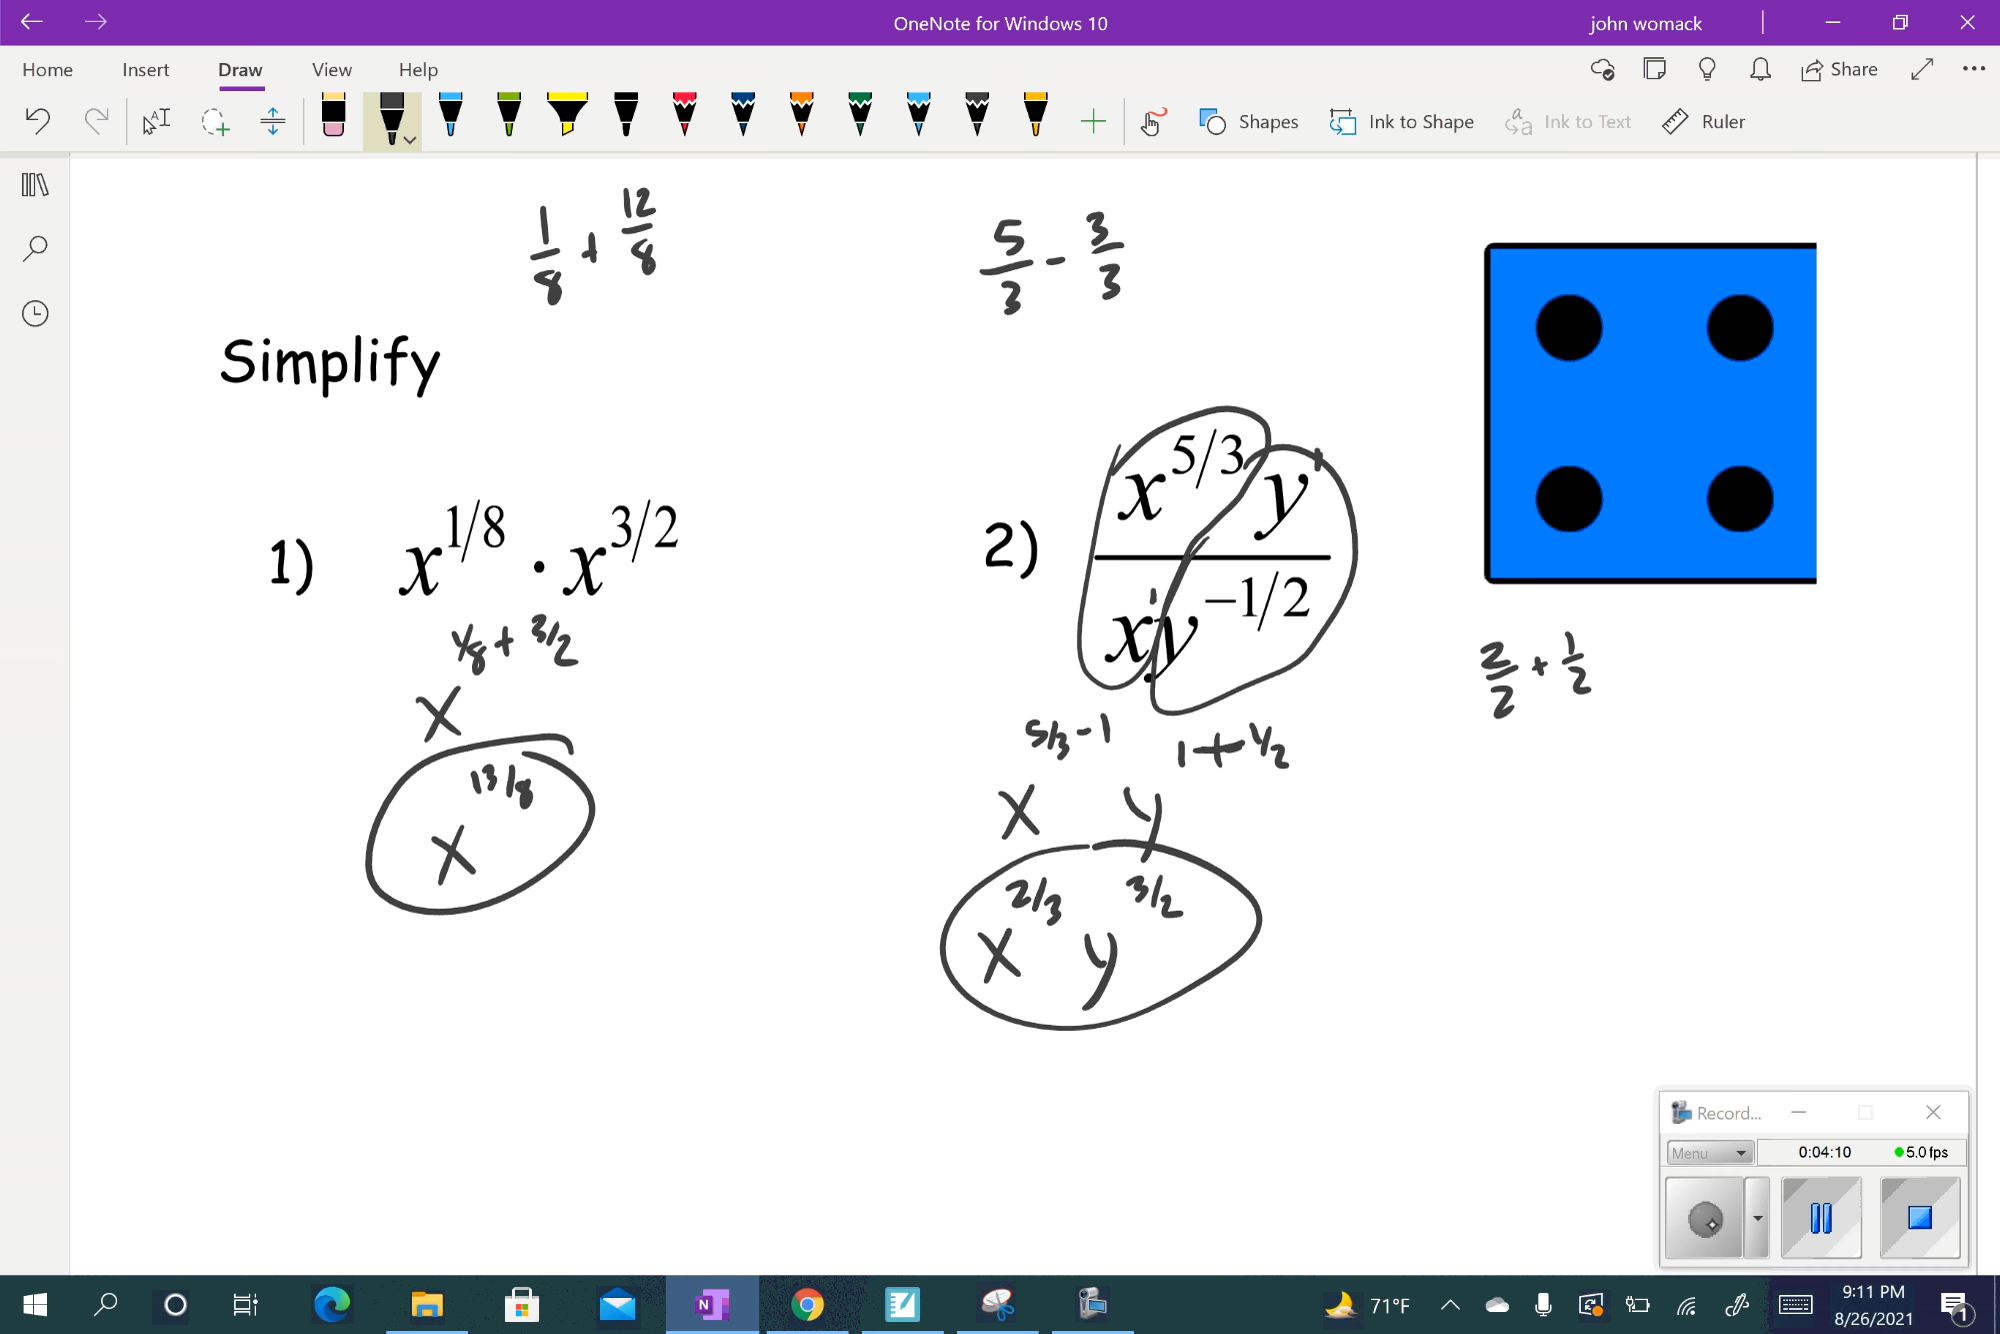 OneNote for Windows 10
john womack
Home Insert Draw View Help
Share
Shapes Ink to Shape Ink to Text Ruler
1/8 + 12/8
5/3 - 3/3
Simplify
1) x^1/8 · x^3/2
x^1/8 + 3/2
x^13/8
2) x^5/3 y^1 / x^1 y^-1/2
2/2 + 1/2
x^5/3 - 1 y^1 + 1/2
x^2/3 y^3/2
Record...
Menu 0:04:10 5.0 fps
71°F
9:11 PM
8/26/2021
1